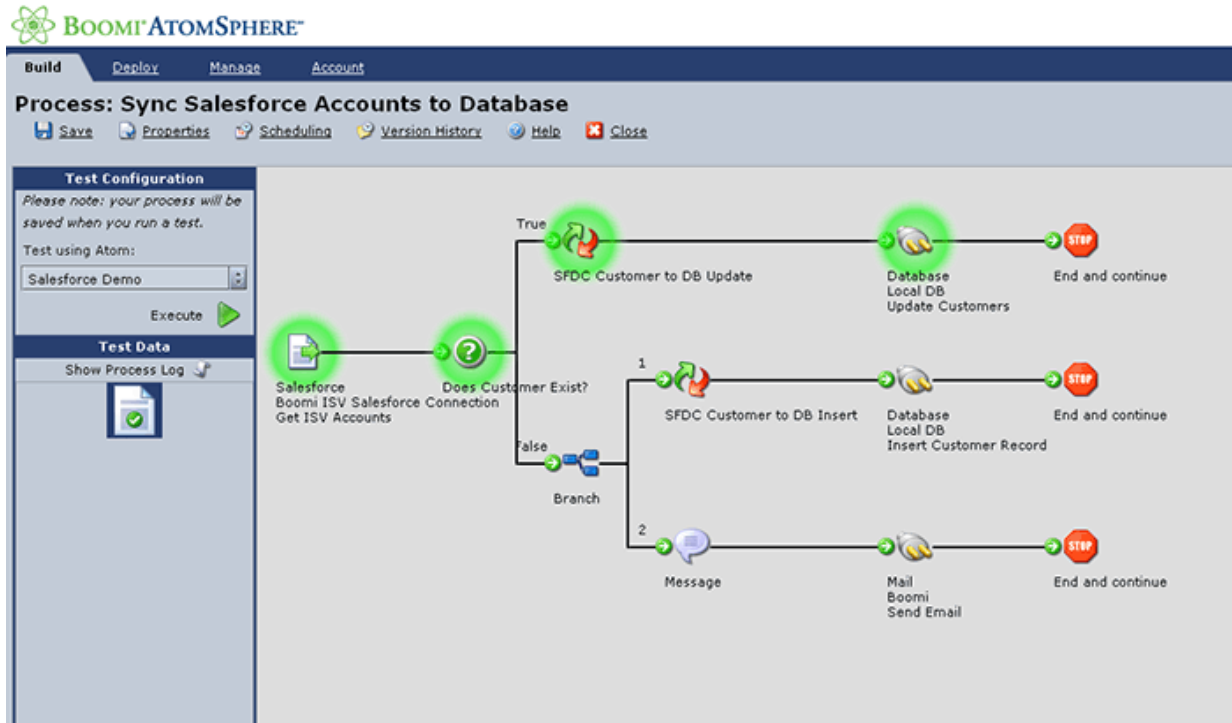 BOOMI ATOMSPHERE™
Build Deploy Manage Account
Process: Sync Salesforce Accounts to Database
Save Properties Scheduling Version History Help Close
Test Configuration
Please note: your process will be
saved when you run a test.
Test using Atom:
Salesforce Demo
Execute
Test Data
Show Process Log
Salesforce
Boomi ISV Salesforce Connection
Get ISV Accounts
Does Customer Exist?
True
SFDC Customer to DB Update
Database
Local DB
Update Customers
STOP
End and continue
False
Branch
1
SFDC Customer to DB Insert
Database
Local DB
Insert Customer Record
STOP
End and continue
2
Message
Mail
Boomi
Send Email
STOP
End and continue